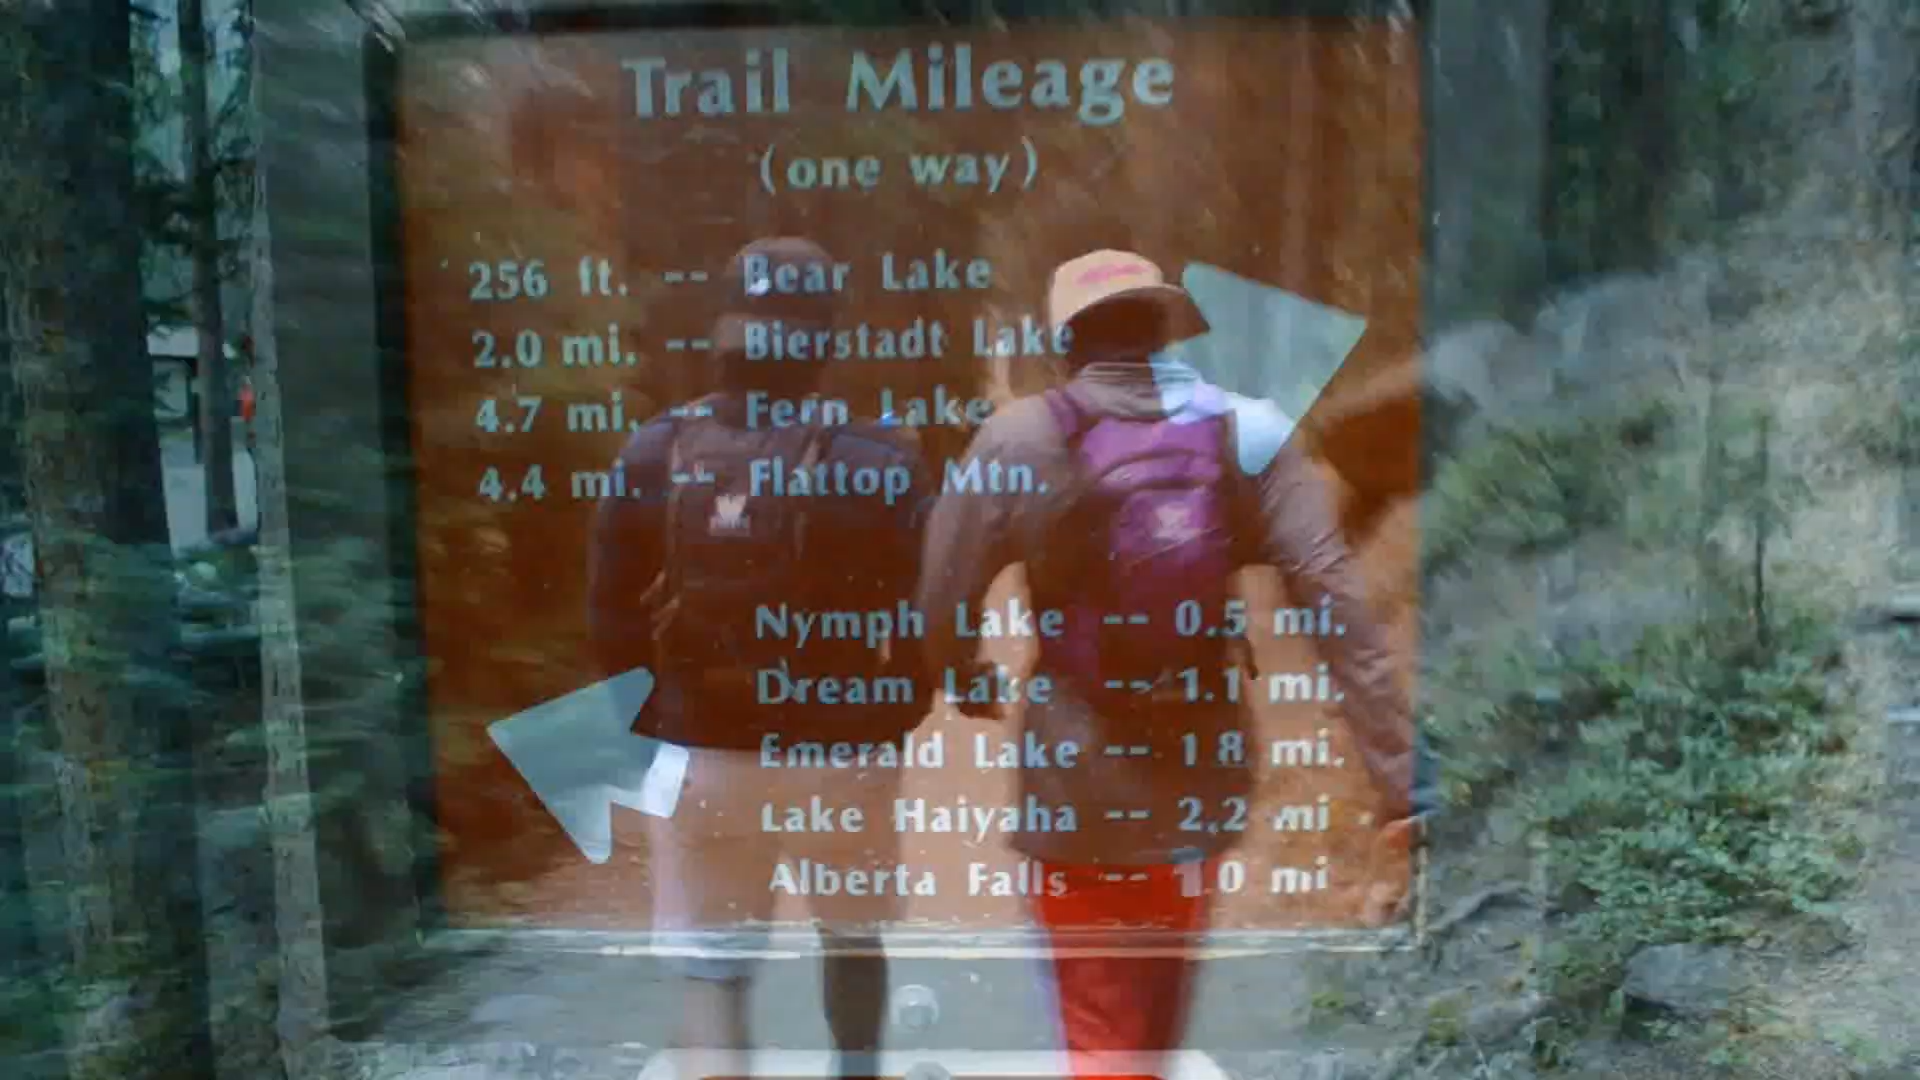 Trail Mileage
(one way)
256 ft. -- Bear Lake
2.0 mi. -- Bierstadt Lake
4.7 mi. -- Fern Lake
4.4 mi. -- Flattop Mtn.
Nymph Lake -- 0.5 mi.
Dream Lake -- 1.1 mi.
Emerald Lake -- 1 8 mi.
Lake Haiyaha -- 2.2 mi
Alberta Falls -- 1.0 mi